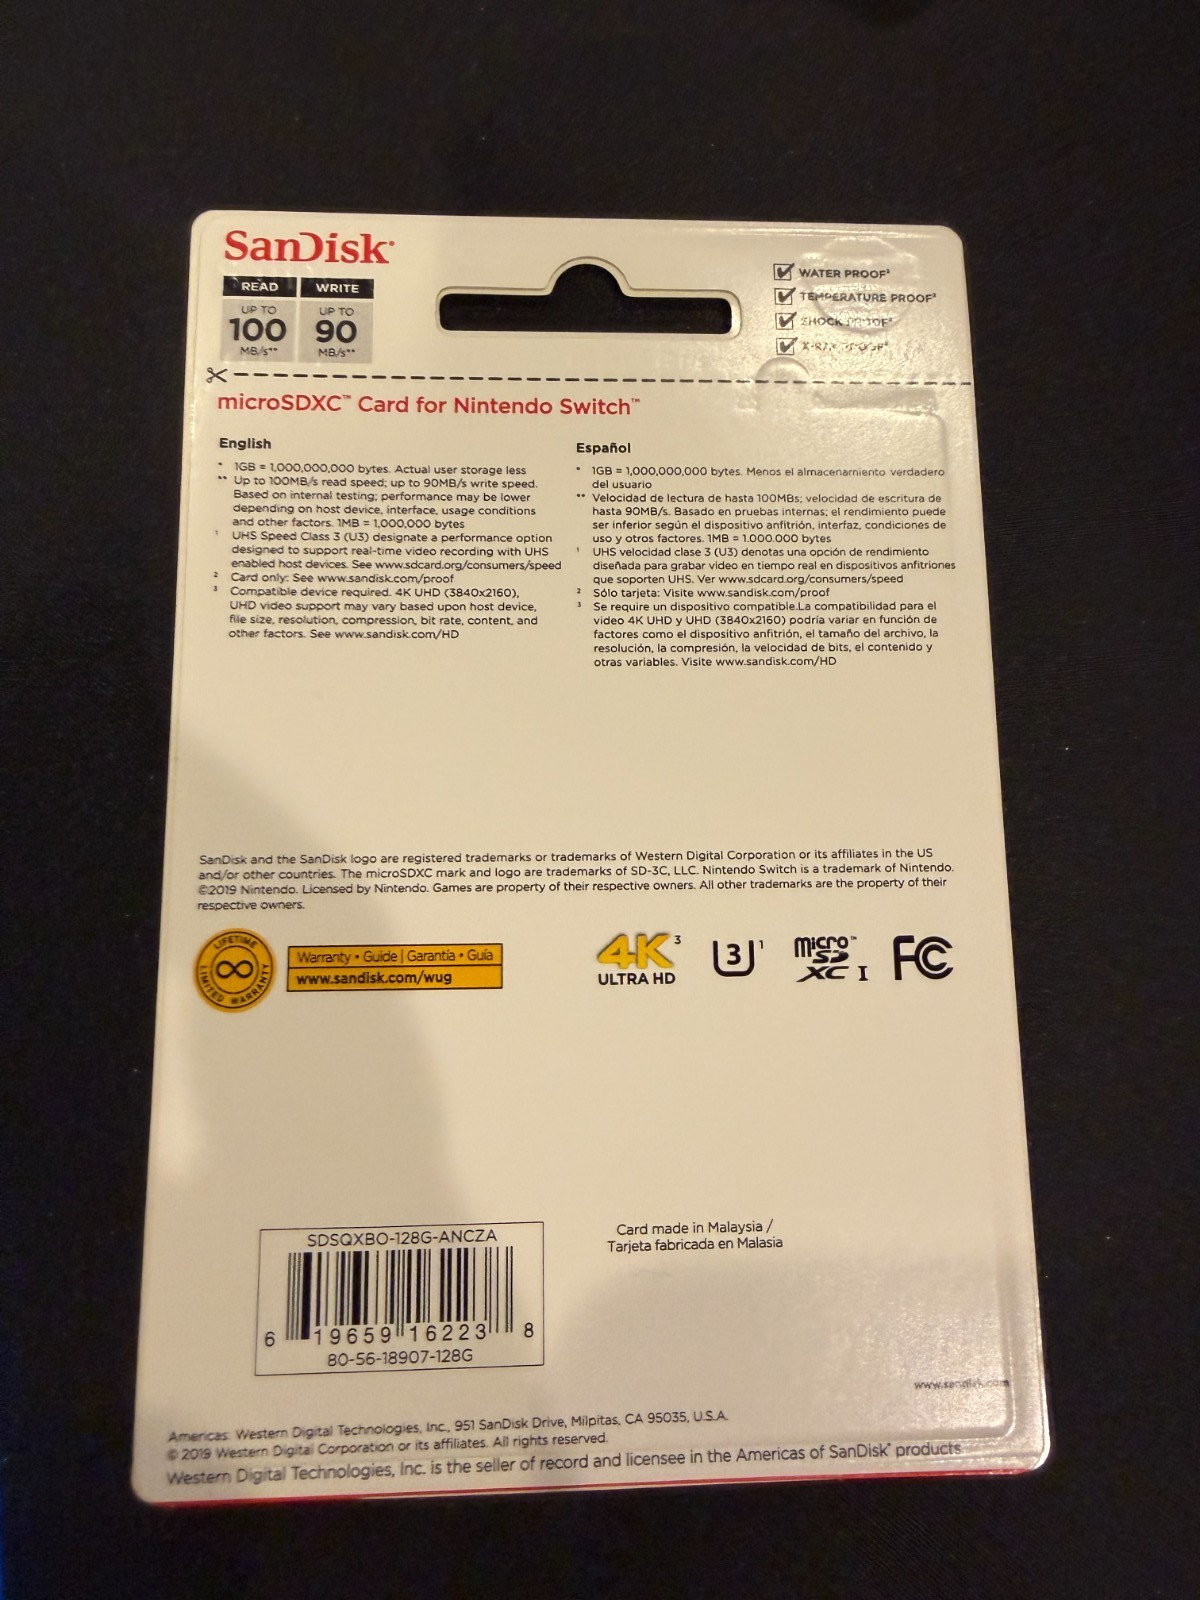 SanDisk®
READ WRITE
UP TO 100 MB/s** UP TO 90 MB/s**
WATER PROOF²
TEMPERATURE PROOF²
SHOCK PROOF²
X-RAY PROOF²
microSDXC™ Card for Nintendo Switch™
English
* 1GB = 1,000,000,000 bytes. Actual user storage less
** Up to 100MB/s read speed; up to 90MB/s write speed.
Based on internal testing; performance may be lower
depending on host device, interface, usage conditions
and other factors. 1MB = 1,000,000 bytes
¹ UHS Speed Class 3 (U3) designate a performance option
designed to support real-time video recording with UHS
enabled host devices. See www.sdcard.org/consumers/speed
² Card only: See www.sandisk.com/proof
³ Compatible device required. 4K UHD (3840x2160),
UHD video support may vary based upon host device,
file size, resolution, compression, bit rate, content, and
other factors. See www.sandisk.com/HD
Español
* 1GB = 1,000,000,000 bytes. Menos el almacenamiento verdadero
del usuario
** Velocidad de lectura de hasta 100MBs; velocidad de escritura de
hasta 90MB/s. Basado en pruebas internas; el rendimiento puede
ser inferior según el dispositivo anfitrión, interfaz, condiciones de
uso y otros factores. 1MB = 1.000.000 bytes
¹ UHS velocidad clase 3 (U3) denotas una opción de rendimiento
diseñada para grabar video en tiempo real en dispositivos anfitriones
que soporten UHS. Ver www.sdcard.org/consumers/speed
² Sólo tarjeta: Visite www.sandisk.com/proof
³ Se require un dispositivo compatible.La compatibilidad para el
video 4K UHD y UHD (3840x2160) podría variar en función de
factores como el dispositivo anfitrión, el tamaño del archivo, la
resolución, la compresión, la velocidad de bits, el contenido y
otras variables. Visite www.sandisk.com/HD
SanDisk and the SanDisk logo are registered trademarks or trademarks of Western Digital Corporation or its affiliates in the US
and/or other countries. The microSDXC mark and logo are trademarks of SD-3C, LLC. Nintendo Switch is a trademark of Nintendo.
©2019 Nintendo. Licensed by Nintendo. Games are property of their respective owners. All other trademarks are the property of their
respective owners.
LIFETIME LIMITED WARRANTY
Warranty • Guide | Garantía • Guía
www.sandisk.com/wug
4K³
ULTRA HD
3¹
micro™
SD
XC I
FC
SDSQXBO-128G-ANCZA
6 19659 16223 8
80-56-18907-128G
Card made in Malaysia /
Tarjeta fabricada en Malasia
www.sandisk.com
Americas: Western Digital Technologies, Inc., 951 SanDisk Drive, Milpitas, CA 95035, U.S.A.
© 2019 Western Digital Corporation or its affiliates. All rights reserved.
Western Digital Technologies, Inc. is the seller of record and licensee in the Americas of SanDisk® products.